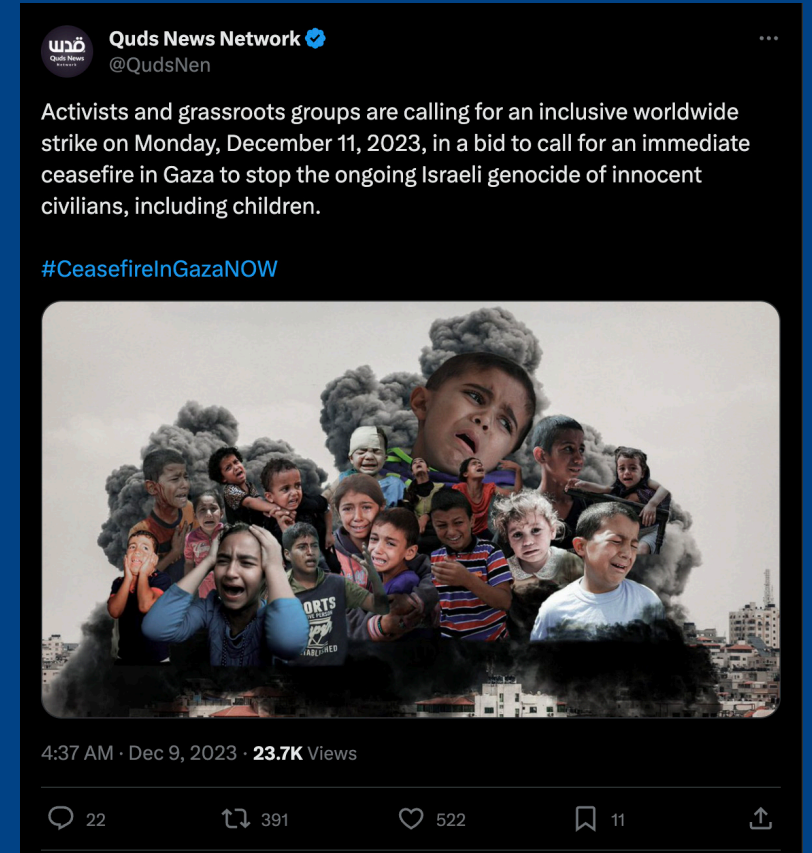 قدس
Quds News
Network
Quds News Network
@QudsNen
Activists and grassroots groups are calling for an inclusive worldwide
strike on Monday, December 11, 2023, in a bid to call for an immediate
ceasefire in Gaza to stop the ongoing Israeli genocide of innocent
civilians, including children.
#CeasefireInGazaNOW
ORTS
4:37 AM · Dec 9, 2023 · 23.7K Views
22 391 522 11